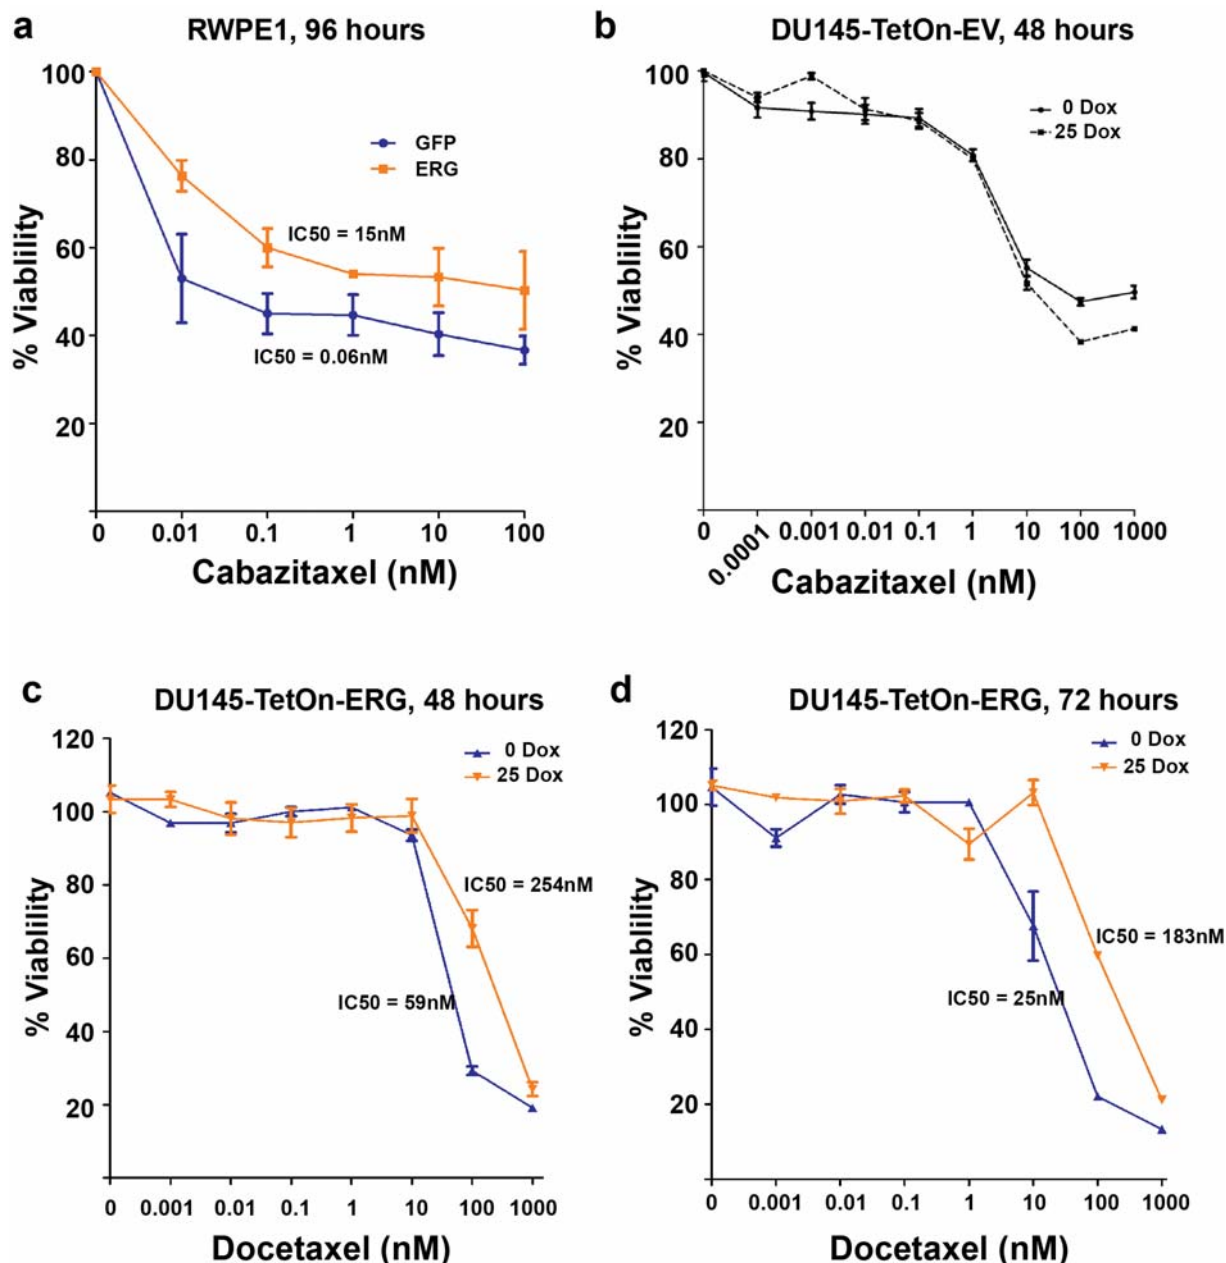 a
RWPE1, 96 hours
100
80
60
40
20
% Viablility
GFP
ERG
IC50 = 15nM
IC50 = 0.06nM
0 0.01 0.1 1 10 100
Cabazitaxel (nM)
b
DU145-TetOn-EV, 48 hours
100
80
60
40
20
% Viablility
0 Dox
25 Dox
0 0.0001 0.001 0.01 0.1 1 10 100 1000
Cabazitaxel (nM)
c
DU145-TetOn-ERG, 48 hours
120
100
80
60
40
20
% Viablility
0 Dox
25 Dox
IC50 = 254nM
IC50 = 59nM
0 0.001 0.01 0.1 1 10 100 1000
Docetaxel (nM)
d
DU145-TetOn-ERG, 72 hours
120
100
80
60
40
20
% Viablility
0 Dox
25 Dox
IC50 = 183nM
IC50 = 25nM
0 0.001 0.01 0.1 1 10 100 1000
Docetaxel (nM)